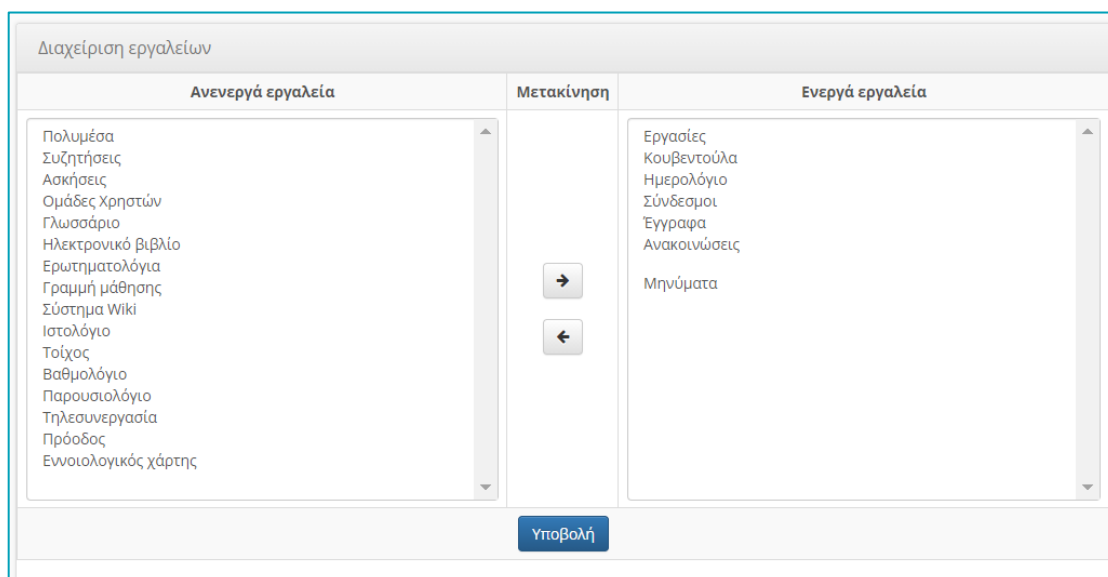 Διαχείριση εργαλείων
Ανενεργά εργαλεία
Μετακίνηση
Ενεργά εργαλεία
Πολυμέσα
Συζητήσεις
Ασκήσεις
Ομάδες Χρηστών
Γλωσσάριο
Ηλεκτρονικό βιβλίο
Ερωτηματολόγια
Γραμμή μάθησης
Σύστημα Wiki
Ιστολόγιο
Τοίχος
Βαθμολόγιο
Παρουσιολόγιο
Τηλεσυνεργασία
Πρόοδος
Εννοιολογικός χάρτης
Εργασίες
Κουβεντούλα
Ημερολόγιο
Σύνδεσμοι
Έγγραφα
Ανακοινώσεις
Μηνύματα
Υποβολή